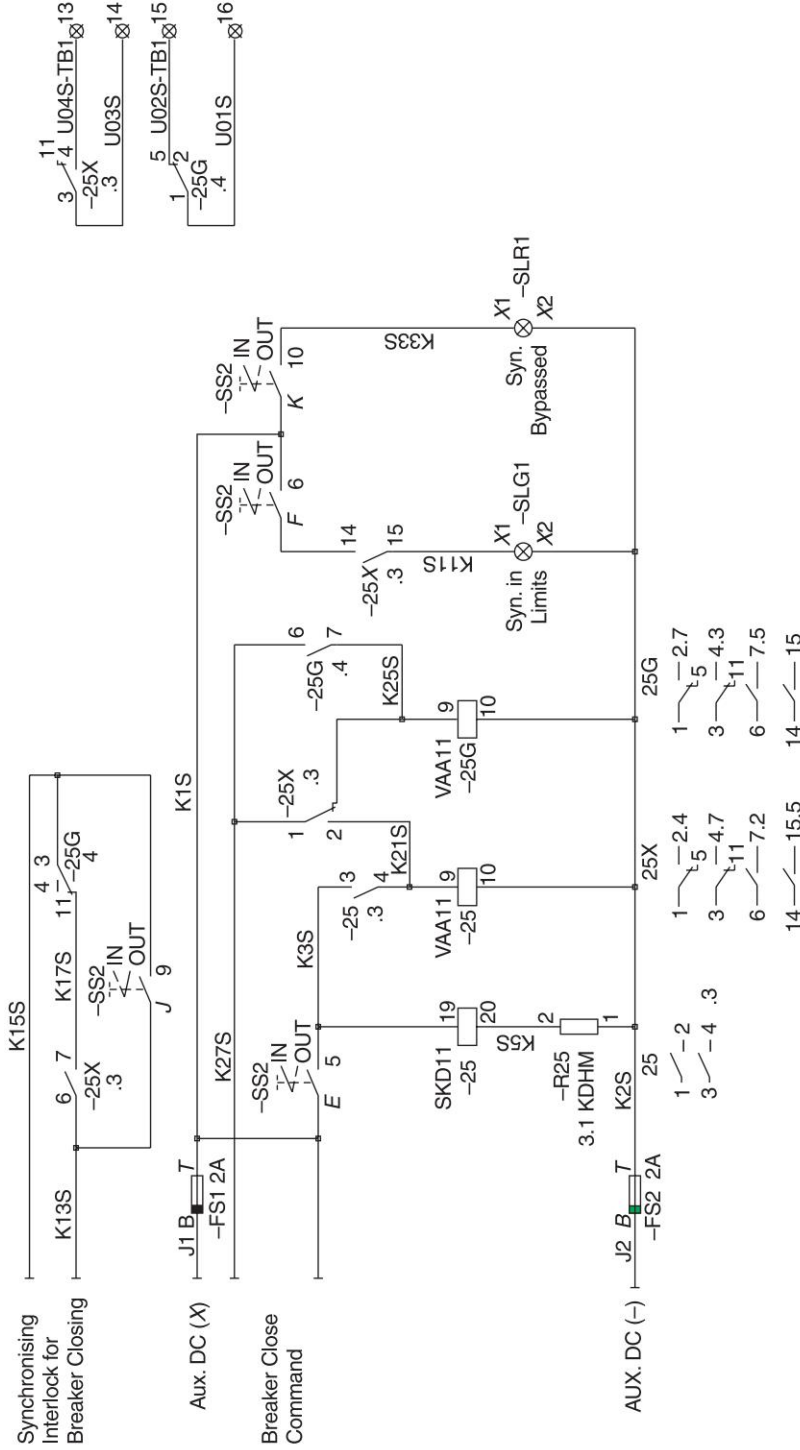 Synchronising
Interlock for
Breaker Closing
K15S
K13S
6 7
–25X
.3
K17S
4 3
11
–25G
4
–SS2
IN
OUT
J 9
Aux. DC (X)
J1 B T
–FS1 2A
K1S
K27S
Breaker Close
Command
–SS2
IN
OUT
E 5
K3S
3
4
–25
.3
K21S
1
2
–25X
.3
6
7
–25G
.4
K25S
SKD11 19
–25 20
K5S
2
–R25
1
3.1 KDHM
VAA11 9
–25 10
VAA11 9
–25G 10
–SS2
IN
OUT
F 6
14
15
–25X
.3
K11S
Syn. in
Limits
X1
–SLG1
X2
–SS2
IN
OUT
K 10
K33S
Syn.
Bypassed
X1
–SLR1
X2
AUX. DC (–)
J2 B T
–FS2 2A
K2S
25
1 – 2
3 – 4 .3
25X
1 – 2.4
5
3 – 4.7
11
6 – 7.2
14 – 15.5
25G
1 – 2.7
5
3 – 4.3
11
6 – 7.5
14 – 15
11
3 4 U04S-TB1 13
–25X
.3
U03S 14
5
1 2 U02S-TB1 15
–25G
.4
U01S 16